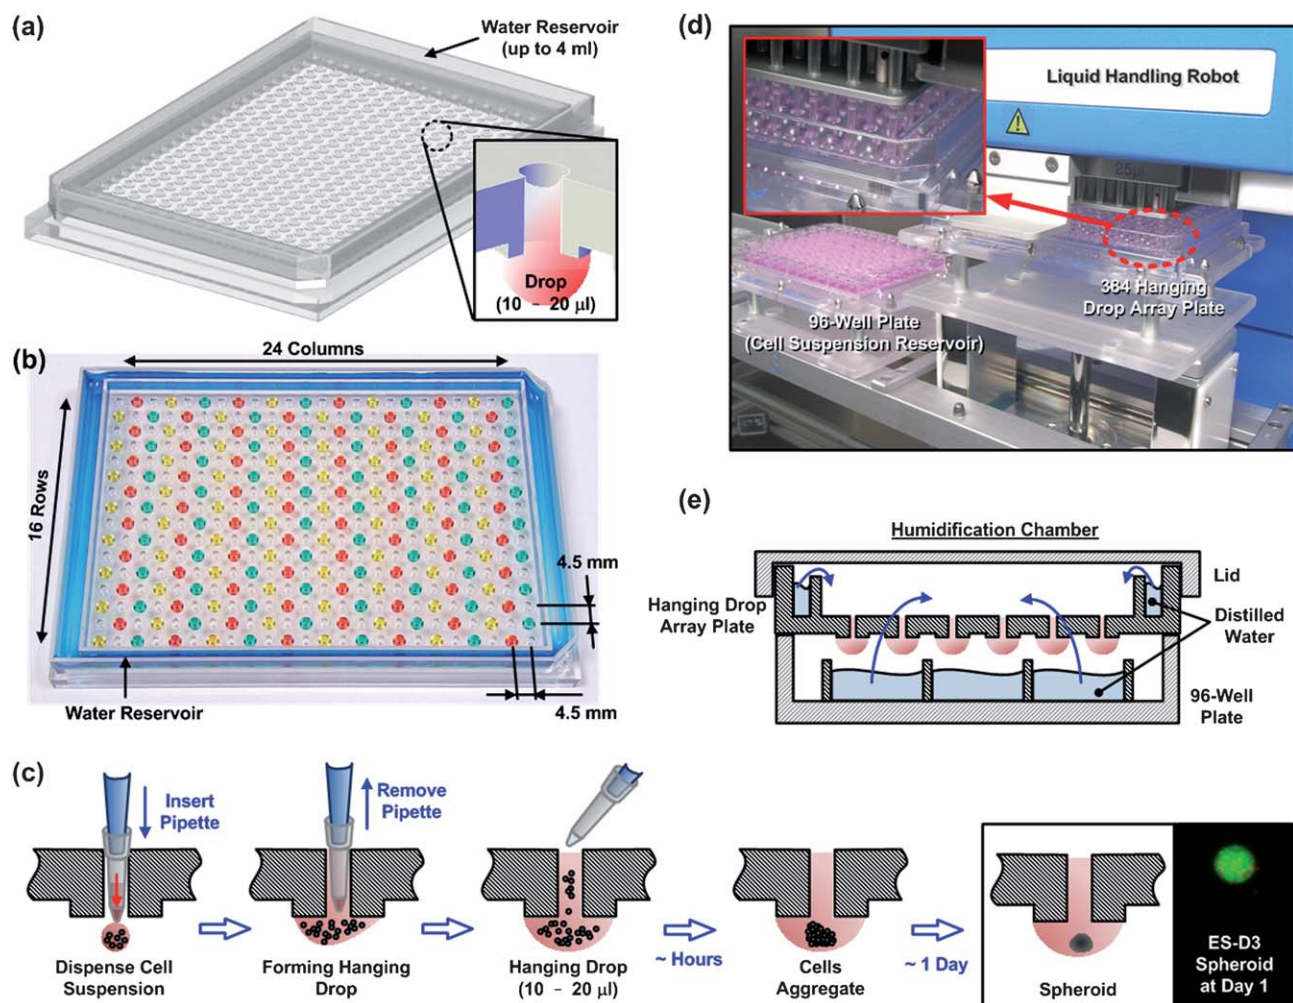 (a)
Water Reservoir
(up to 4 ml)
Drop
(10 - 20 µl)
(b)
24 Columns
16 Rows
4.5 mm
4.5 mm
Water Reservoir
(c)
Insert
Pipette
Dispense Cell
Suspension
Remove
Pipette
Forming Hanging
Drop
Hanging Drop
(10 - 20 µl)
~ Hours
Cells
Aggregate
~ 1 Day
Spheroid
ES-D3
Spheroid
at Day 1
(d)
Liquid Handling Robot
25µl
384 Hanging
Drop Array Plate
96-Well Plate
(Cell Suspension Reservoir)
(e)
Humidification Chamber
Lid
Hanging Drop
Array Plate
Distilled
Water
96-Well
Plate